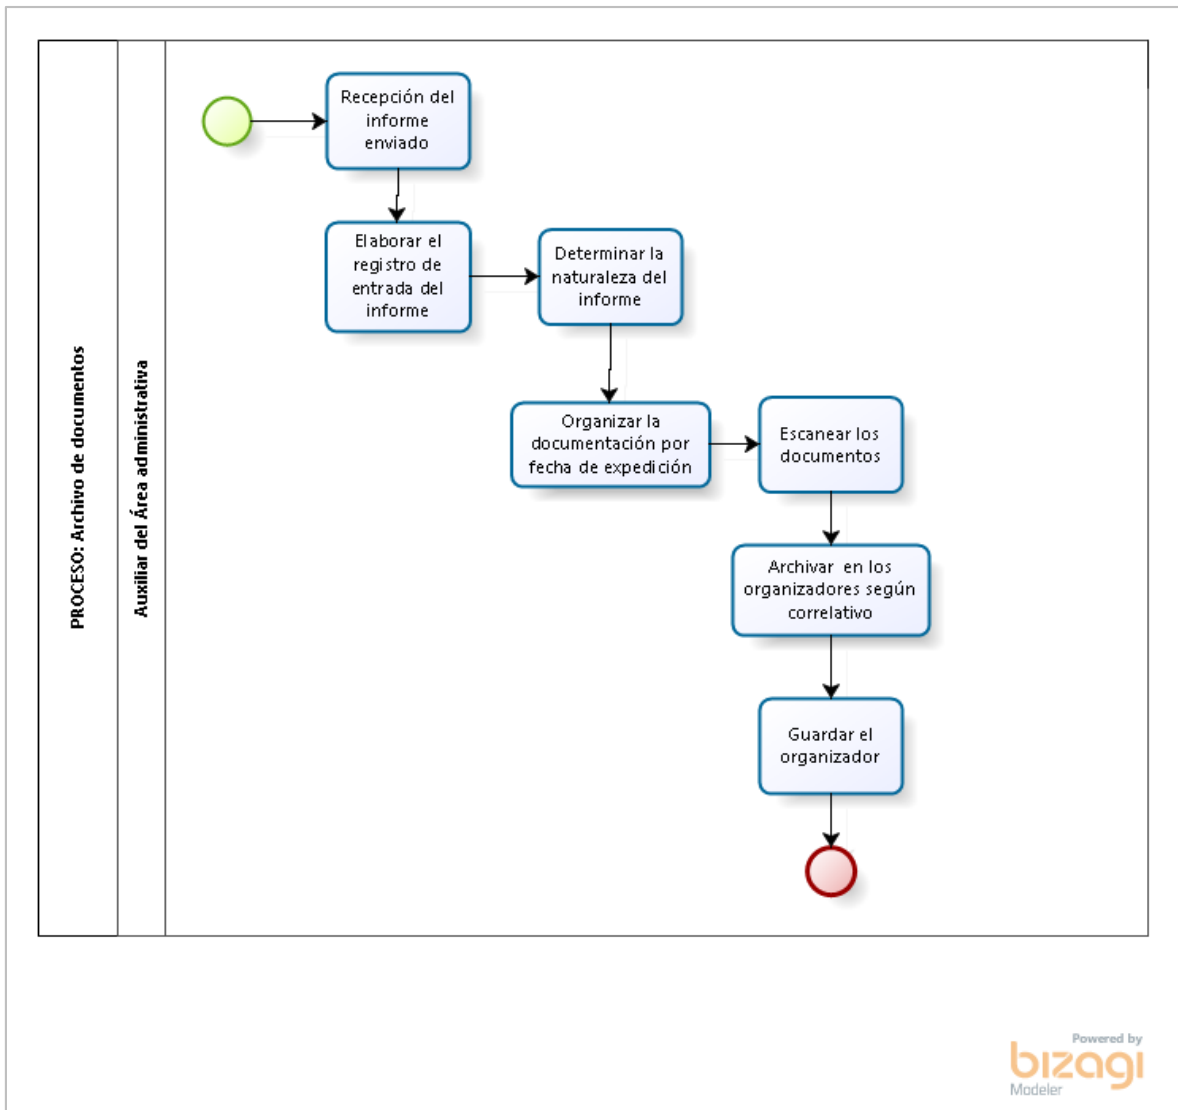 PROCESO: Archivo de documentos
Auxiliar del Área administrativa
Recepción del
informe
enviado
Elaborar el
registro de
entrada del
informe
Determinar la
naturaleza del
informe
Organizar la
documentación por
fecha de expedición
Escanear los
documentos
Archivar  en los
organizadores según
correlativo
Guardar el
organizador
Powered by
bizagi
Modeler